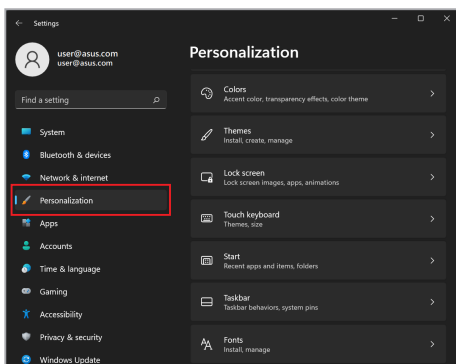 Settings
user@asus.com
user@asus.com
Find a setting
System
Bluetooth & devices
Network & internet
Personalization
Apps
Accounts
Time & language
Gaming
Accessibility
Privacy & security
Windows Update
Personalization
Colors
Accent color, transparency effects, color theme
Themes
Install, create, manage
Lock screen
Lock screen images, apps, animations
Touch keyboard
Themes, size
Start
Recent apps and items, folders
Taskbar
Taskbar behaviors, system pins
Fonts
Install, manage